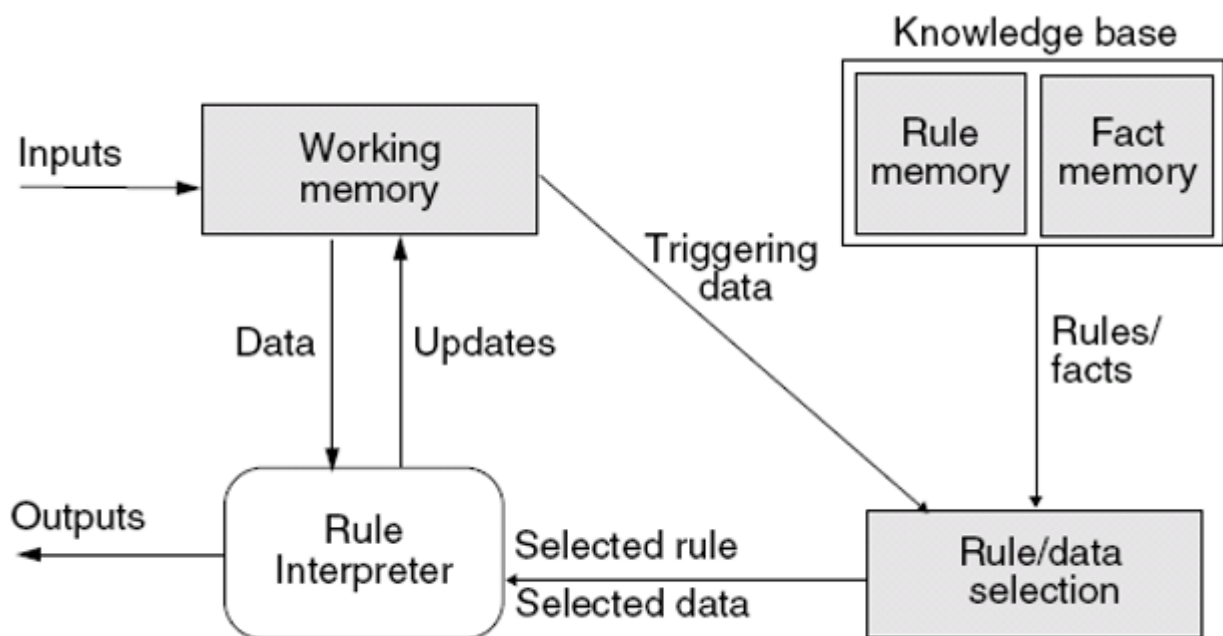 Knowledge base
Rule
memory
Fact
memory
Inputs
Working
memory
Triggering
data
Data
Updates
Rules/
facts
Outputs
Rule
Interpreter
Selected rule
Selected data
Rule/data
selection